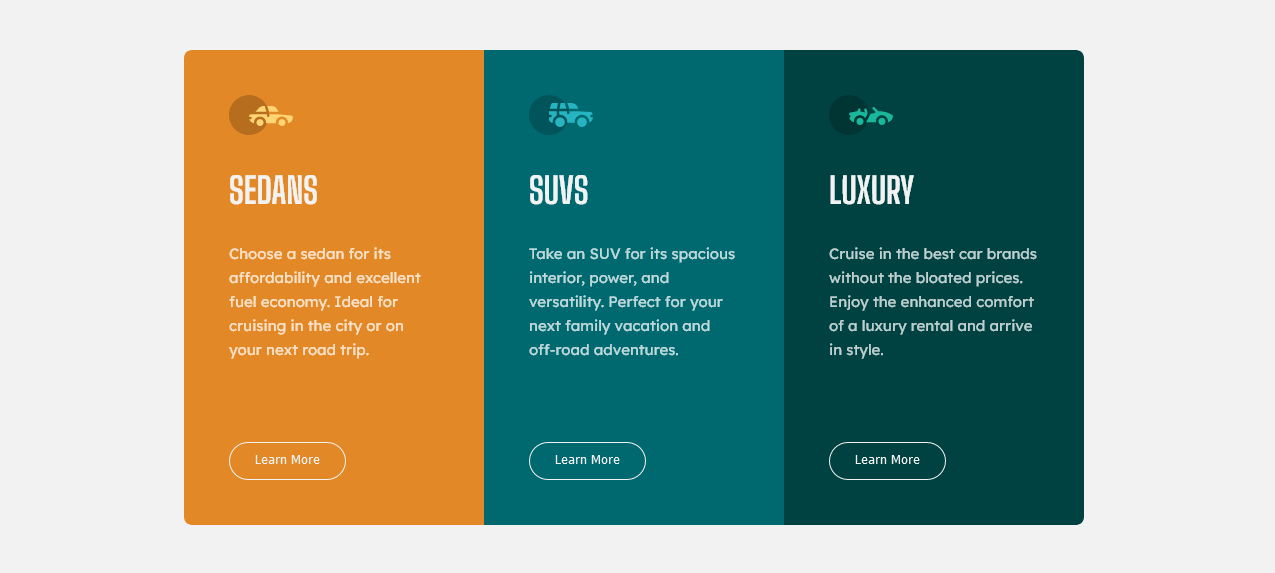 SEDANS
Choose a sedan for its
affordability and excellent
fuel economy. Ideal for
cruising in the city or on
your next road trip.
Learn More
SUVS
Take an SUV for its spacious
interior, power, and
versatility. Perfect for your
next family vacation and
off-road adventures.
Learn More
LUXURY
Cruise in the best car brands
without the bloated prices.
Enjoy the enhanced comfort
of a luxury rental and arrive
in style.
Learn More